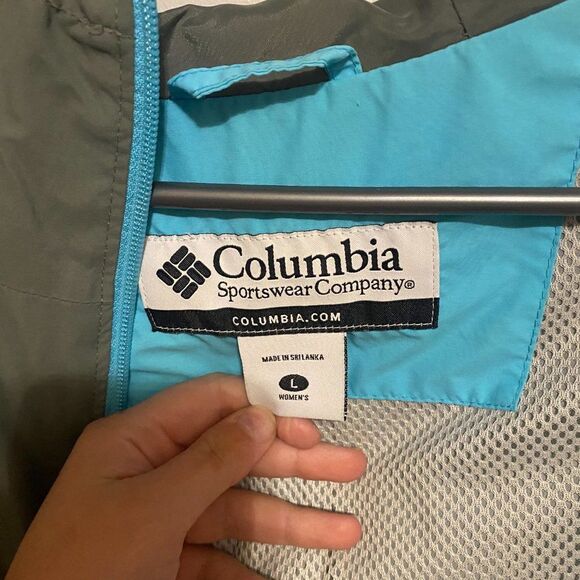 Columbia
Sportswear Company®
COLUMBIA.COM
MADE IN SRI LANKA
L
WOMEN'S